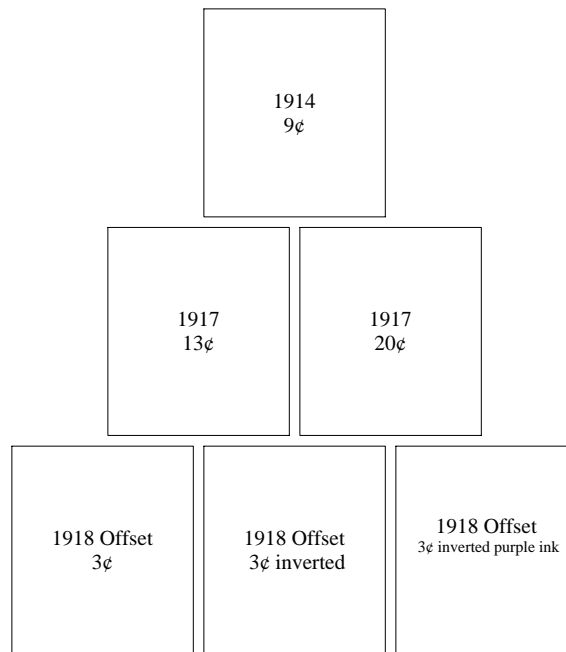 1914
9¢
1917
13¢
1917
20¢
1918 Offset
3¢
1918 Offset
3¢ inverted
1918 Offset
3¢ inverted purple ink